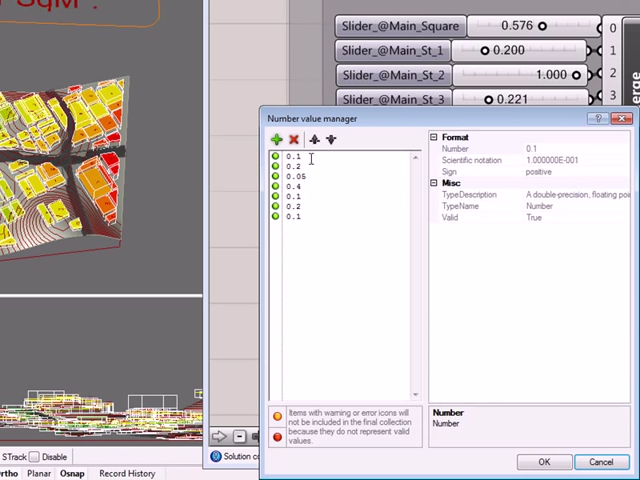 SqM .
Slider_@Main_Square
0.576
0
Slider_@Main_St_1
0.200
1
Slider_@Main_St_2
1.000
2
Slider_@Main_St_3
0.221
3
Number value manager
0.1
0.2
0.05
0.4
0.1
0.2
0.1
Format
Number 0.1
Scientific notation 1.000000E-001
Sign positive
Misc
TypeDescription A double-precision, floating poi
TypeName Number
Valid True
Items with warning or error icons will
not be included in the final collection
because they do not represent valid
values.
Number
Number
OK
Cancel
STrack
Disable
Solution co
rtho
Planar
Osnap
Record History